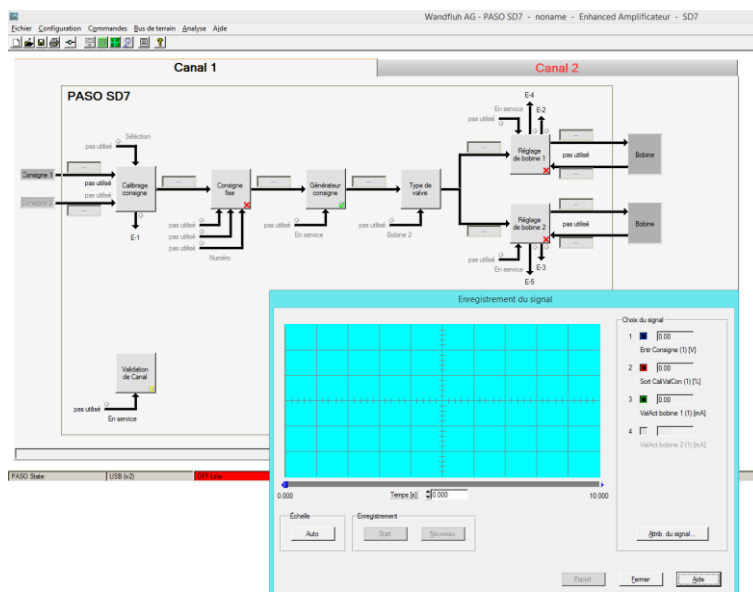 Wandfluh AG - PASO SD7 - noname - Enhanced Amplificateur - SD7
Fichier Configuration Commandes Bus de terrain Analyse Aide
Canal 1
Canal 2
PASO SD7
E-4
En service
E-2
pas utilisé
Séléction
pas utilisé
Réglage
de bobine 1
pas utilisé
Bobine
Consigne 1
pas utilisé
pas utilisé
Calibrage
consigne
Consigne
fixe
Générateur
consigne
Type de
valve
E-1
pas utilisé
pas utilisé
pas utilisé
Numéro
pas utilisé
En service
pas utilisé
Bobine 2
Réglage
de bobine 2
pas utilisé
Bobine
pas utilisé
En service
E-3
E-5
Validation
de Canal
pas utilisé
En service
PASO State:
USB (v2)
OFF Line
Enregistrement du signal
Choix du signal
1 0.00
Entr Consigne (1) [V]
2 0.00
Sort CaliValCon (1) [%]
3 0.00
ValAct bobine 1 (1) [mA]
4
ValAct bobine 2 (1) [mA]
0.000
Temps [s] 0.000
10.000
Échelle
Auto
Enregistrement
Start
Nouveau
Attrib. du signal...
Export
Fermer
Aide